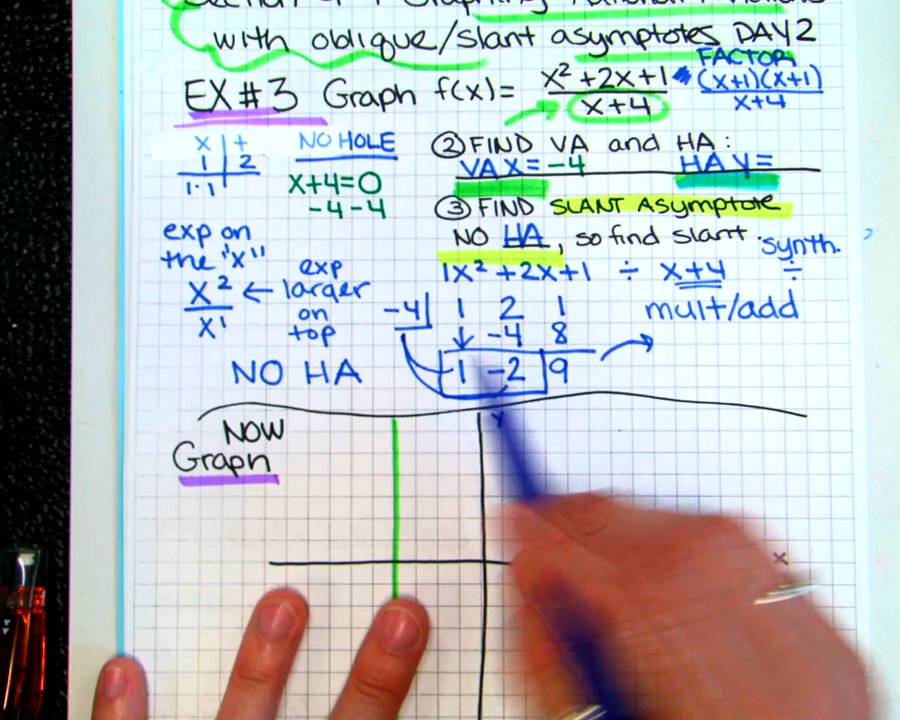 with oblique/slant asymptotes DAY 2
EX #3 Graph f(x) = x² + 2x + 1 / x + 4
FACTOR
(x+1)(x+1)
x+4
x | +
1 | 2
1·1
NO HOLE
x+4=0
-4 -4
② FIND VA and HA:
VA X = -4 HA y =
③ FIND SLANT Asymptote
NO HA, so find slant.
exp on
the "x"
x² ← exp larger on top
x¹
NO HA
1x² + 2x + 1 ÷ x+4
synth.
÷
mult/add
-4| 1 2 1
↓ -4 8
1 -2 | 9
NOW
Graph
y
x